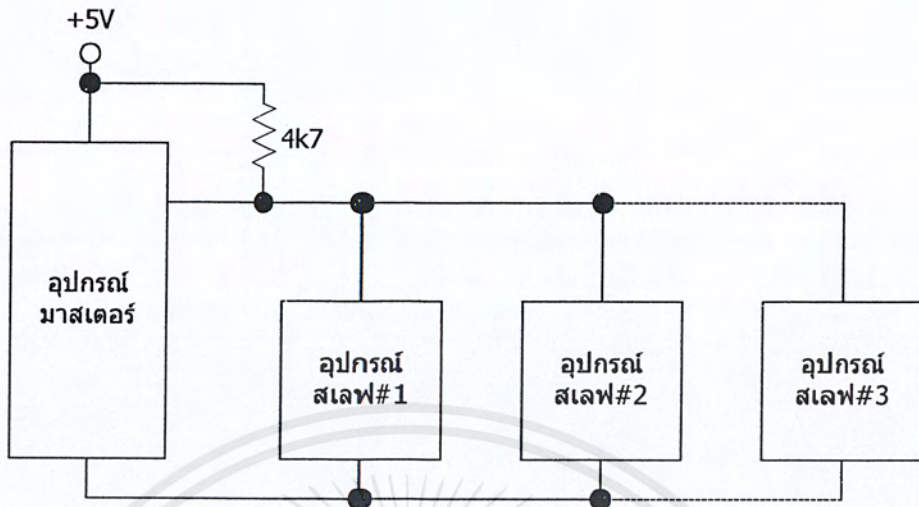 +5V
4k7
อุปกรณ์
มาสเตอร์
อุปกรณ์
สเลฟ#1
อุปกรณ์
สเลฟ#2
อุปกรณ์
สเลฟ#3